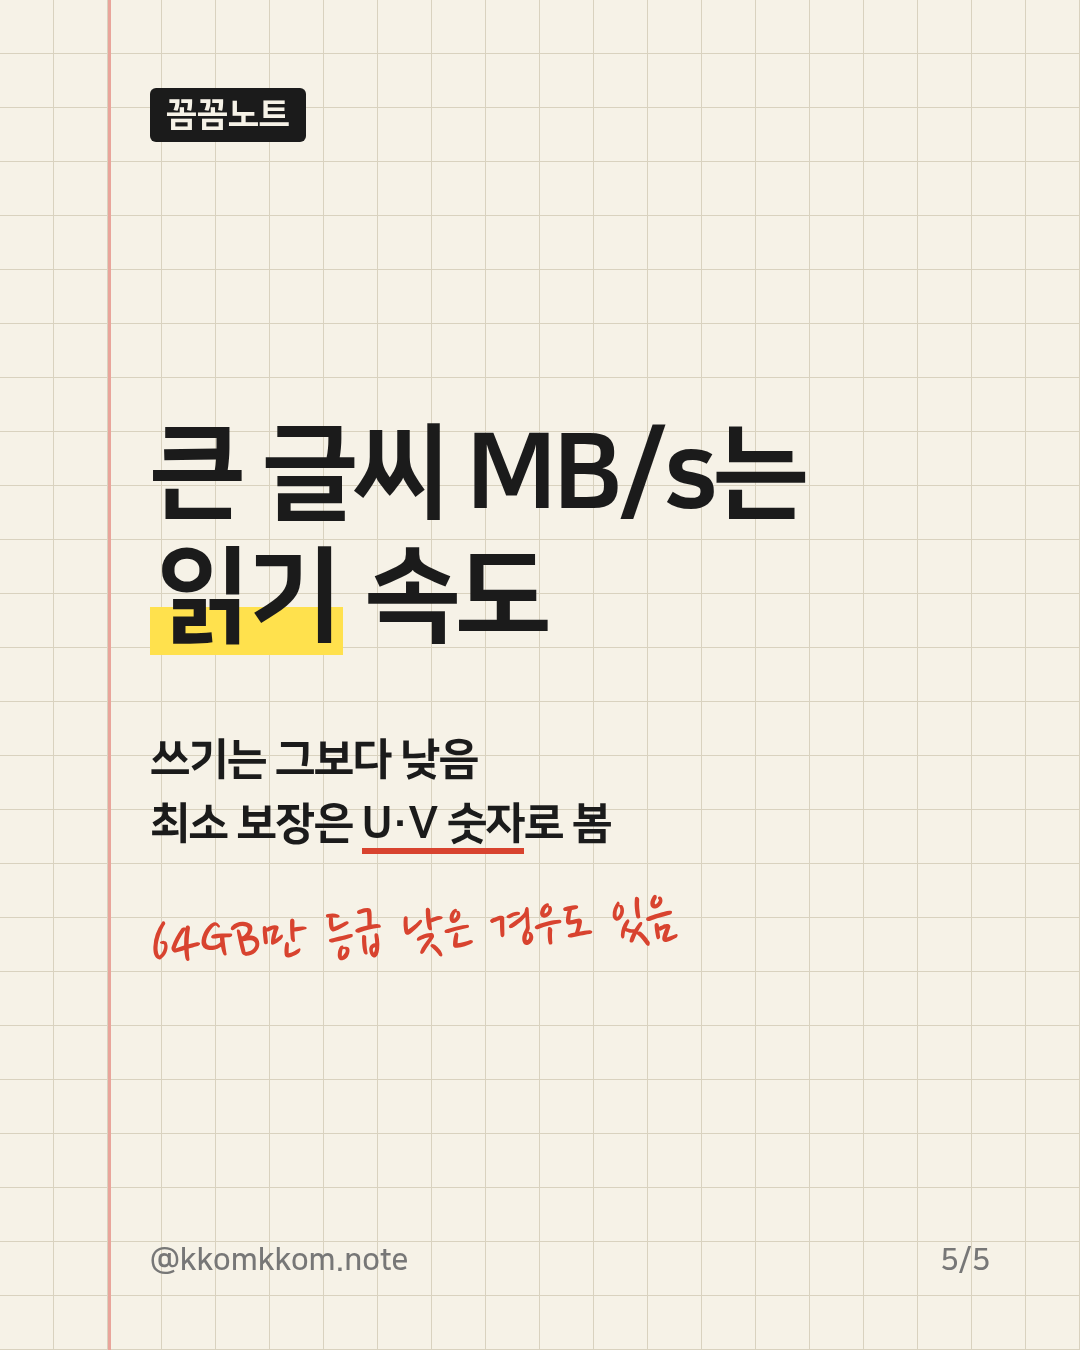 꼼꼼노트
큰 글씨 MB/s는
읽기 속도
쓰기는 그보다 낮음
최소 보장은 U·V 숫자로 봄
64GB만 등급 낮은 경우도 있음
@kkomkkom.note
5/5